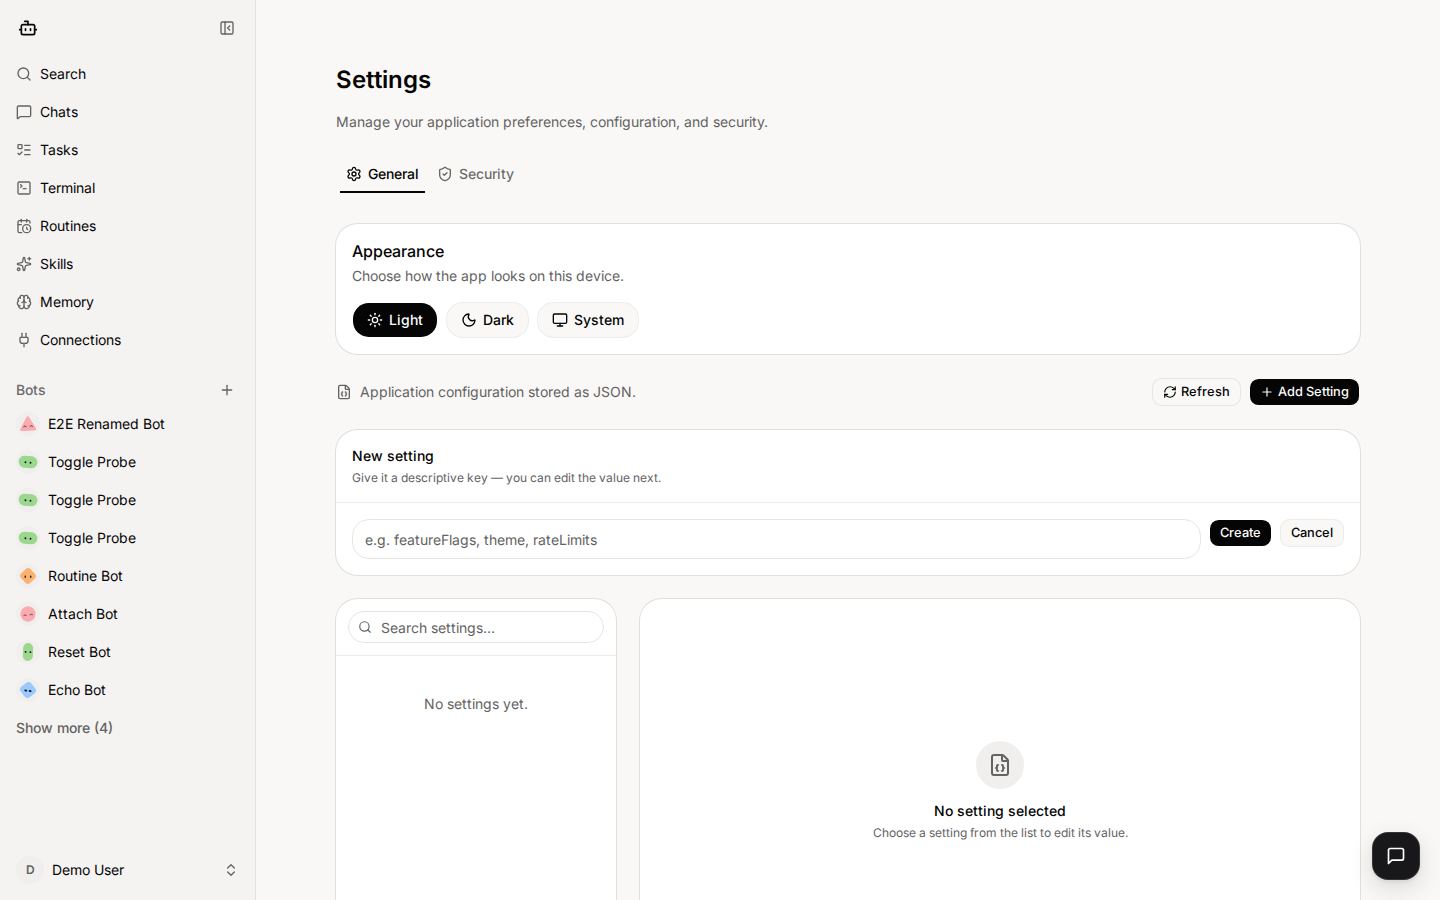 Search
Chats
Tasks
Terminal
Routines
Skills
Memory
Connections
Bots
E2E Renamed Bot
Toggle Probe
Toggle Probe
Toggle Probe
Routine Bot
Attach Bot
Reset Bot
Echo Bot
Show more (4)
D Demo User
Settings
Manage your application preferences, configuration, and security.
General Security
Appearance
Choose how the app looks on this device.
Light Dark System
Application configuration stored as JSON. Refresh Add Setting
New setting
Give it a descriptive key — you can edit the value next.
e.g. featureFlags, theme, rateLimits Create Cancel
Search settings...
No settings yet.
No setting selected
Choose a setting from the list to edit its value.